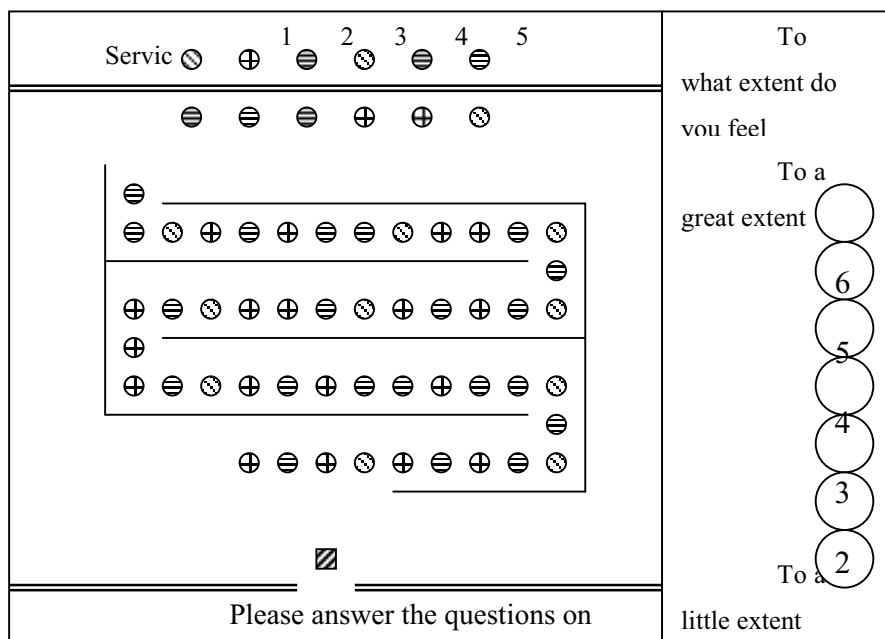 Servic 1 2 3 4 5
Please answer the questions on
To
what extent do
you feel
To a
great extent
6
5
4
3
2
To a
little extent